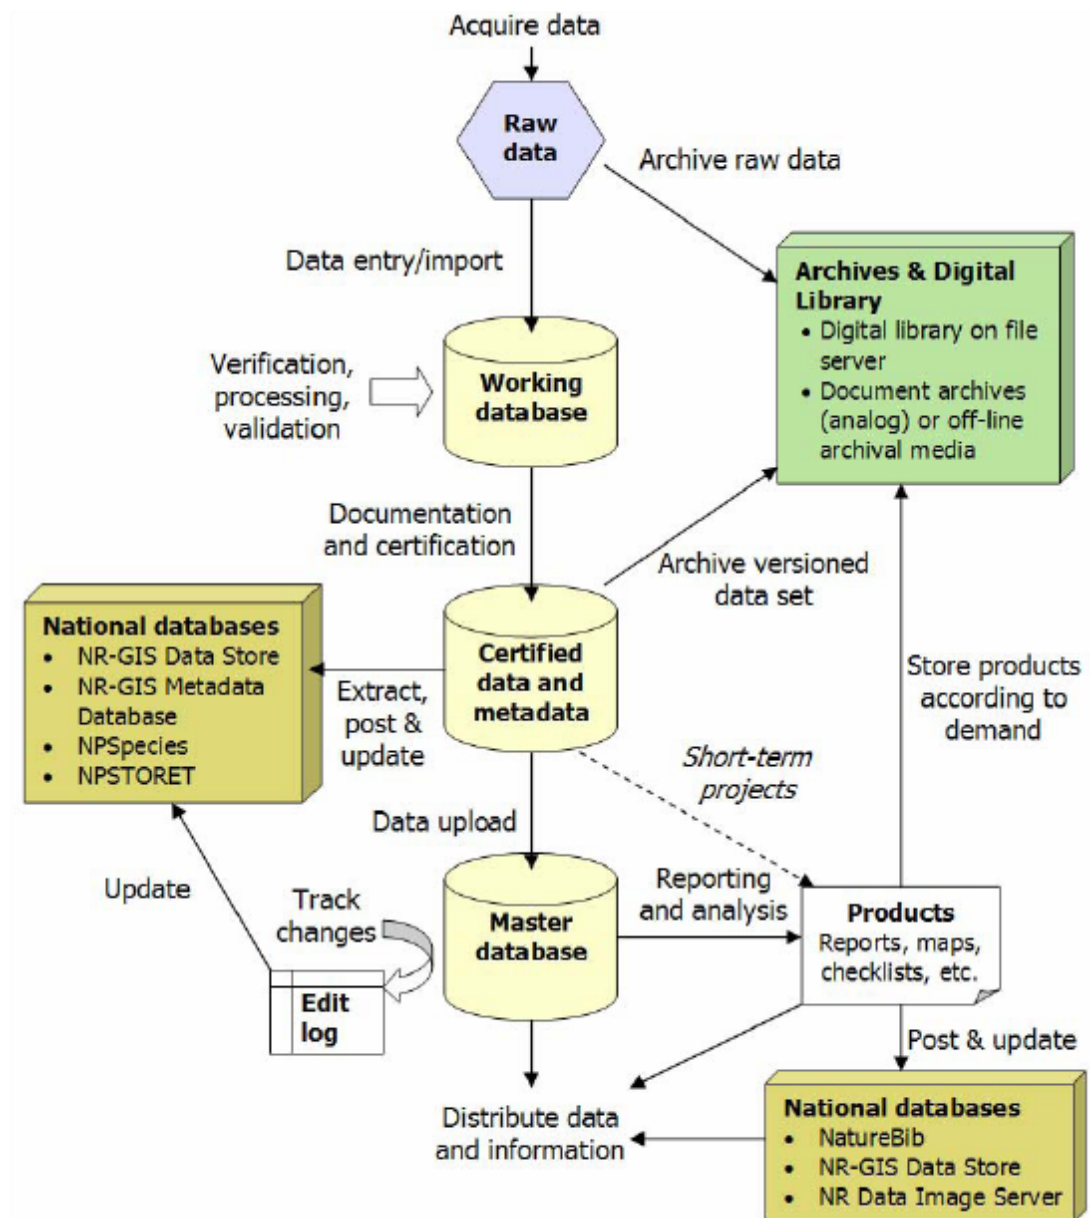 Acquire data
Raw
data
Archive raw data
Data entry/import
Archives & Digital
Library
• Digital library on file
server
• Document archives
(analog) or off-line
archival media
Verification,
processing,
validation
Working
database
Documentation
and certification
Archive versioned
data set
National databases
• NR-GIS Data Store
• NR-GIS Metadata
Database
• NPSpecies
• NPSTORET
Extract,
post &
update
Certified
data and
metadata
Store products
according to
demand
Short-term
projects
Data upload
Update
Track
changes
Master
database
Reporting
and analysis
Products
Reports, maps,
checklists, etc.
Edit
log
Post & update
Distribute data
and information
National databases
• NatureBib
• NR-GIS Data Store
• NR Data Image Server